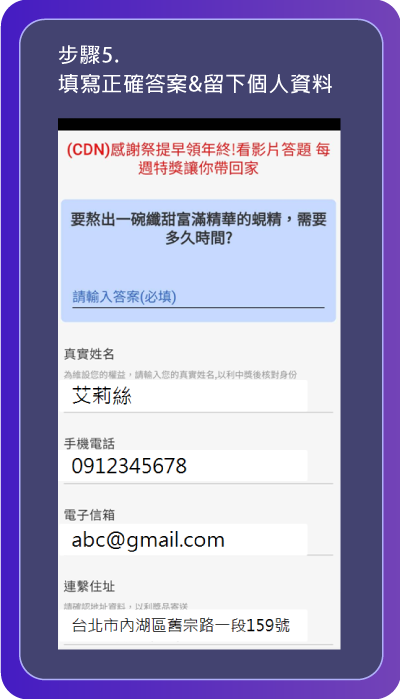 步驟5.
填寫正確答案&留下個人資料
(CDN)感謝祭提早領年終!看影片答題 每
週特獎讓你帶回家
要熬出一碗纖甜富滿精華的蜆精，需要
多久時間?
請輸入答案(必填)
真實姓名
為維設您的權益，請輸入您的真實姓名,以利中獎後核對身份
艾莉絲
手機電話
0912345678
電子信箱
abc@gmail.com
連繫住址
請確認地址資料，以利獎品寄送
台北市內湖區舊宗路一段159號